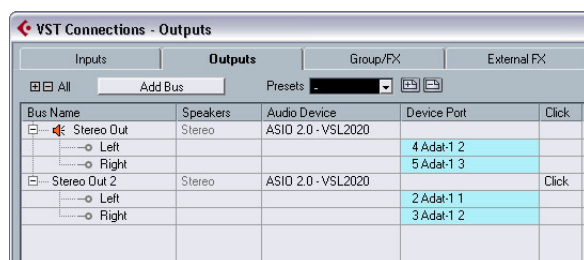 VST Connections - Outputs
Inputs Outputs Group/FX External FX
All Add Bus Presets -
Bus Name Speakers Audio Device Device Port Click
Stereo Out Stereo ASIO 2.0 - VSL2020
Left 4 Adat-1 2
Right 5 Adat-1 3
Stereo Out 2 Stereo ASIO 2.0 - VSL2020 Click
Left 2 Adat-1 1
Right 3 Adat-1 2